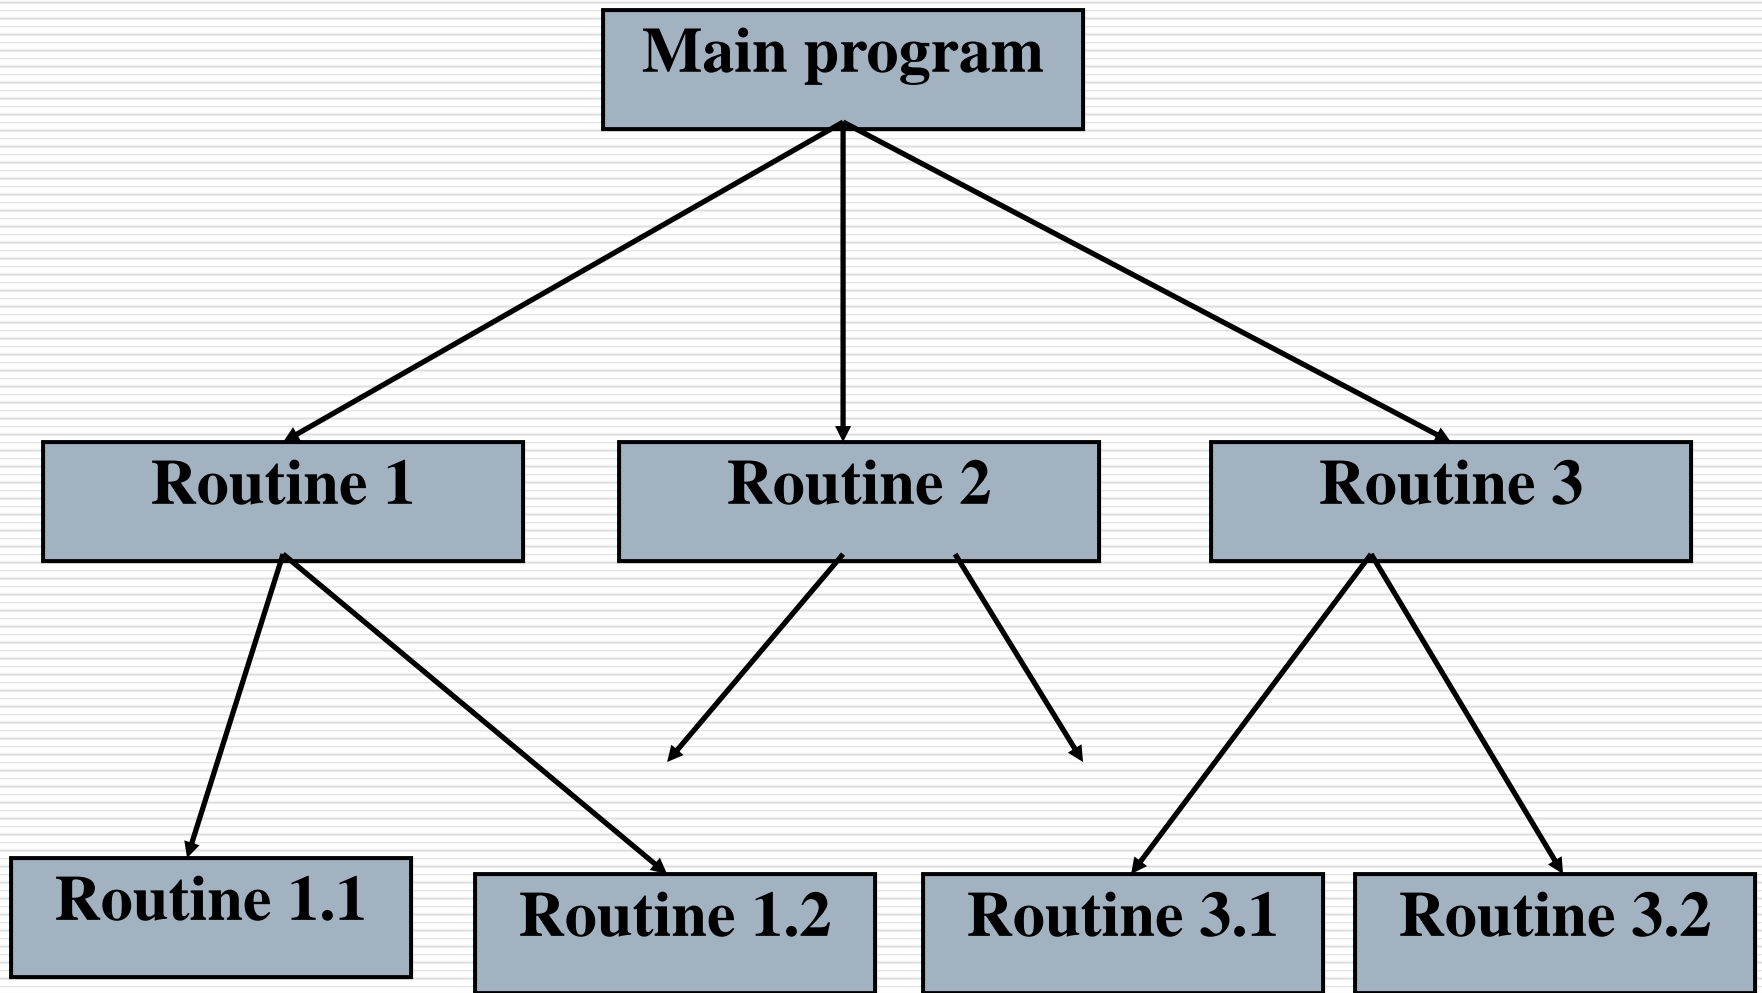 Main program
Routine 1
Routine 2
Routine 3
Routine 1.1
Routine 1.2
Routine 3.1
Routine 3.2